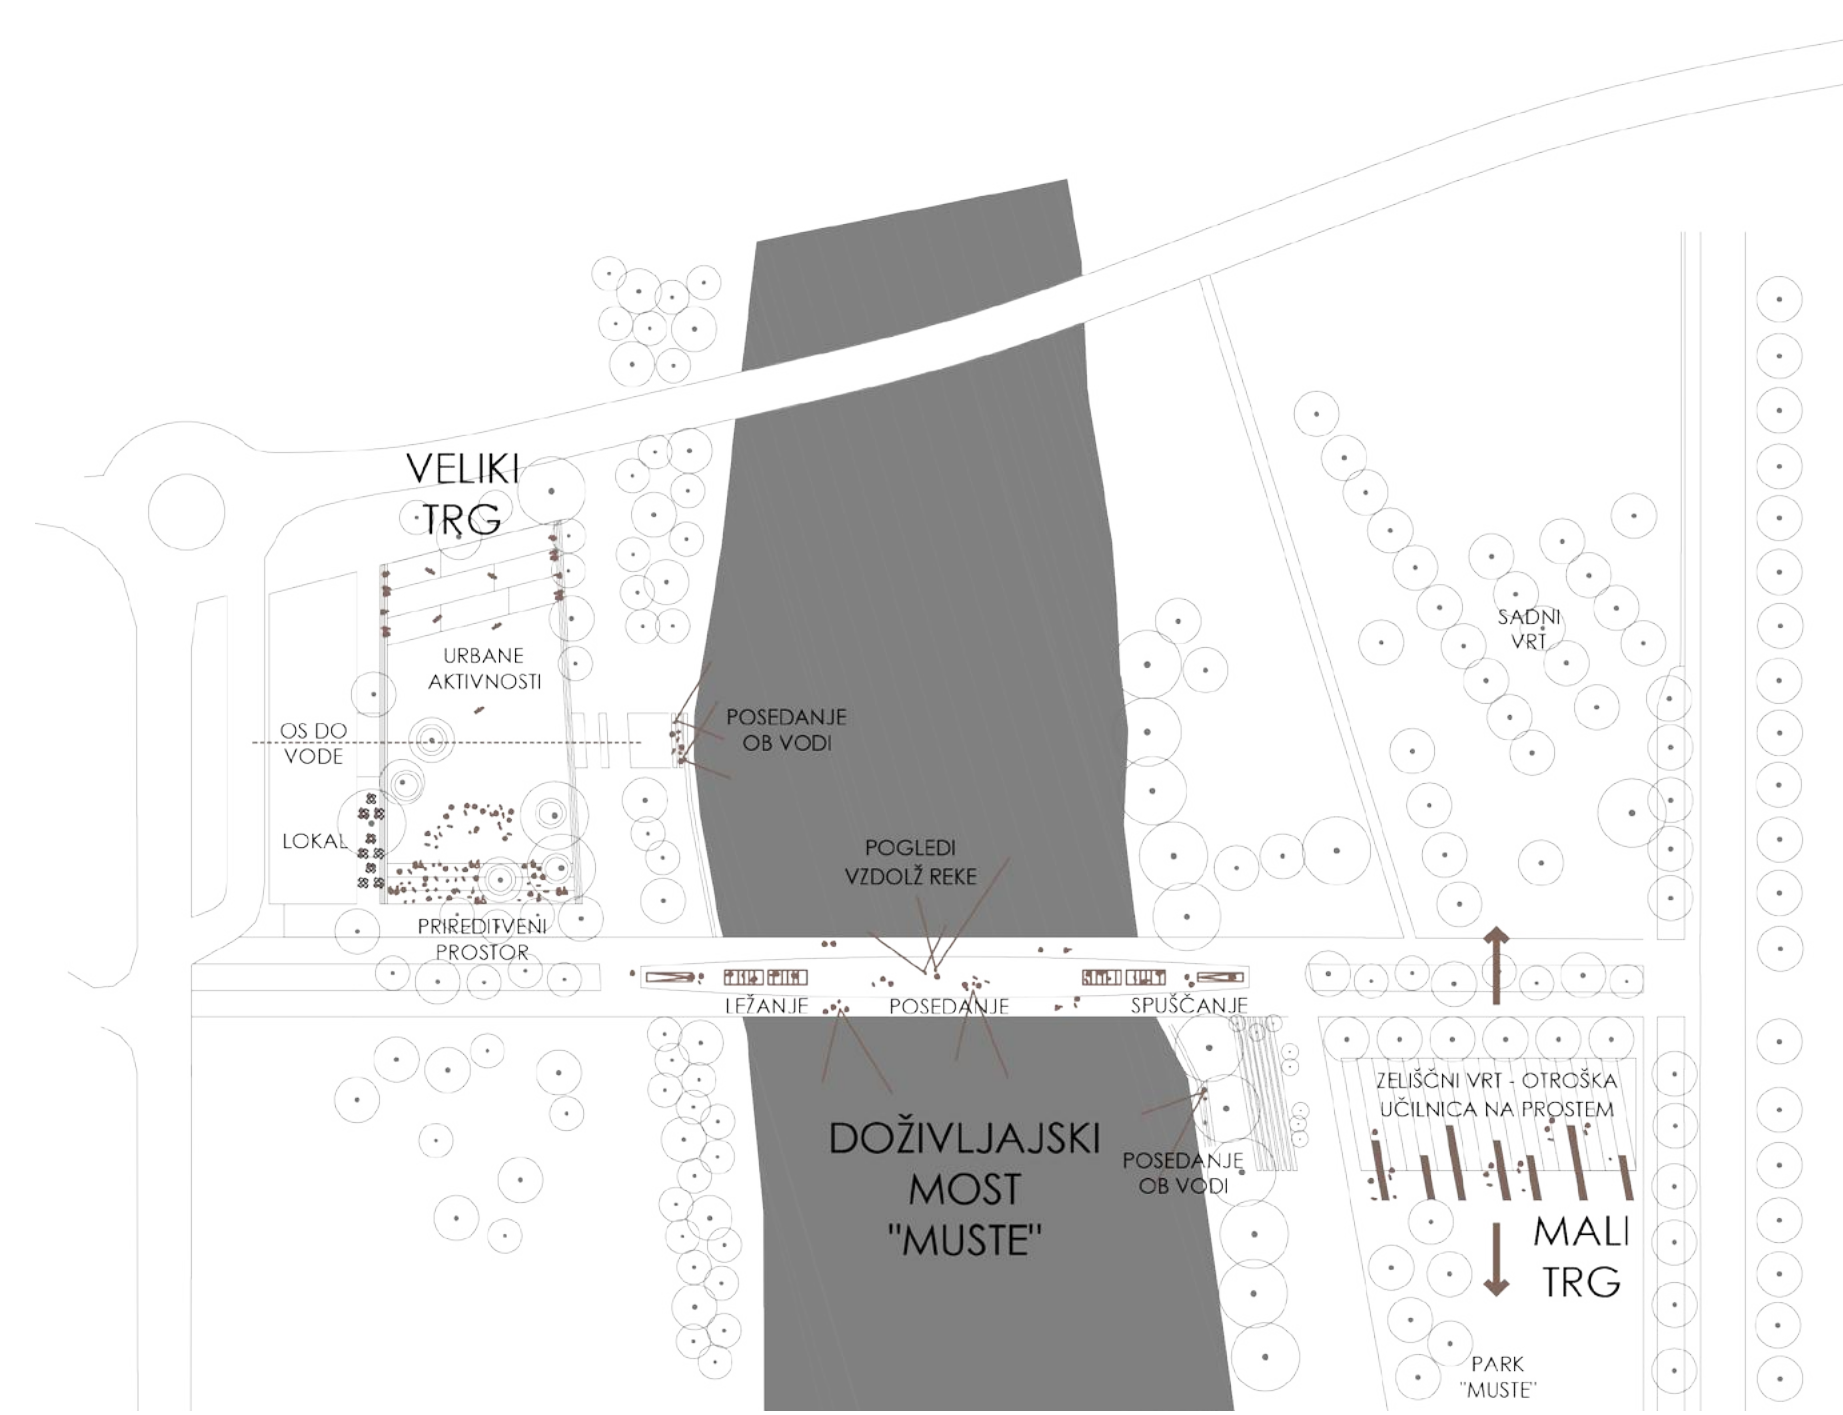 VELIKI
TRG
URBANE
AKTIVNOSTI
OS DO
VODE
LOKAL
PRIREDITVENI
PROSTOR
POSEDANJE
OB VODI
POGLEDI
VZDOLŽ REKE
LEŽANJE
POSEDANJE
SPUŠČANJE
DOŽIVLJAJSKI
MOST
"MUSTE"
POSEDANJE
OB VODI
SADNI
VRT
ZELIŠČNI VRT - OTROŠKA
UČILNICA NA PROSTEM
MALI
TRG
PARK
"MUSTE"